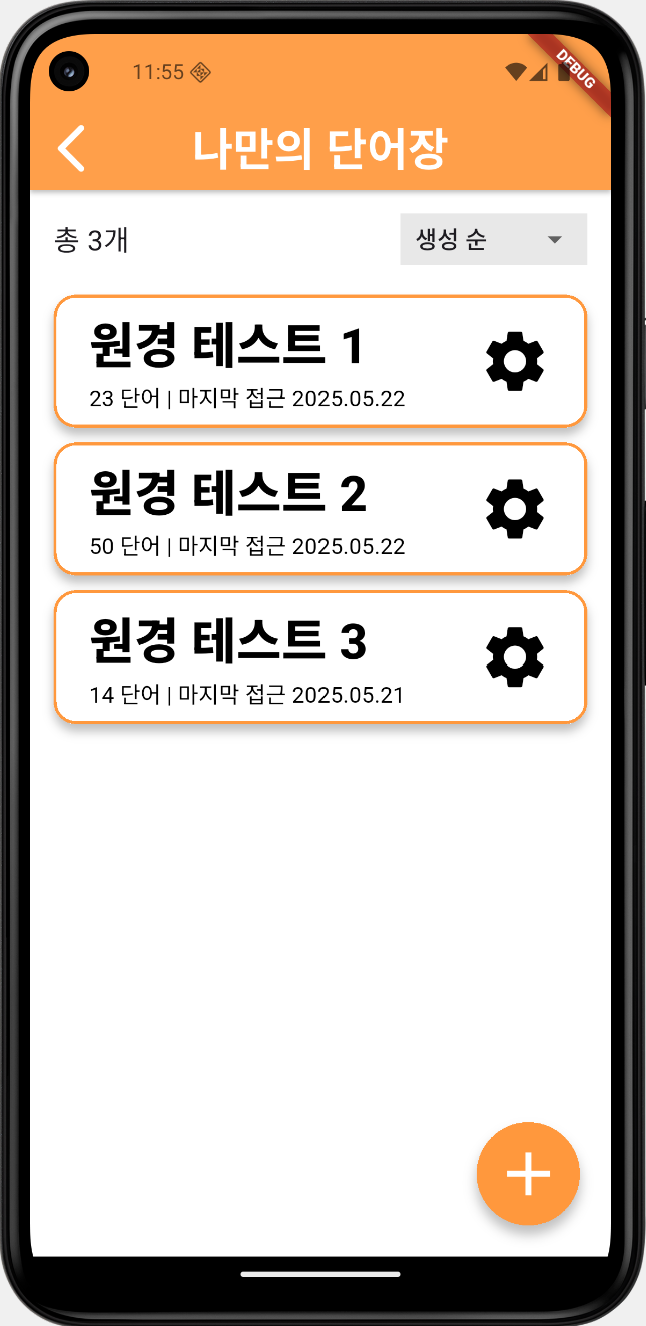 11:55
DEBUG
나만의 단어장
총 3개
생성 순
원경 테스트 1
23 단어 | 마지막 접근 2025.05.22
원경 테스트 2
50 단어 | 마지막 접근 2025.05.22
원경 테스트 3
14 단어 | 마지막 접근 2025.05.21